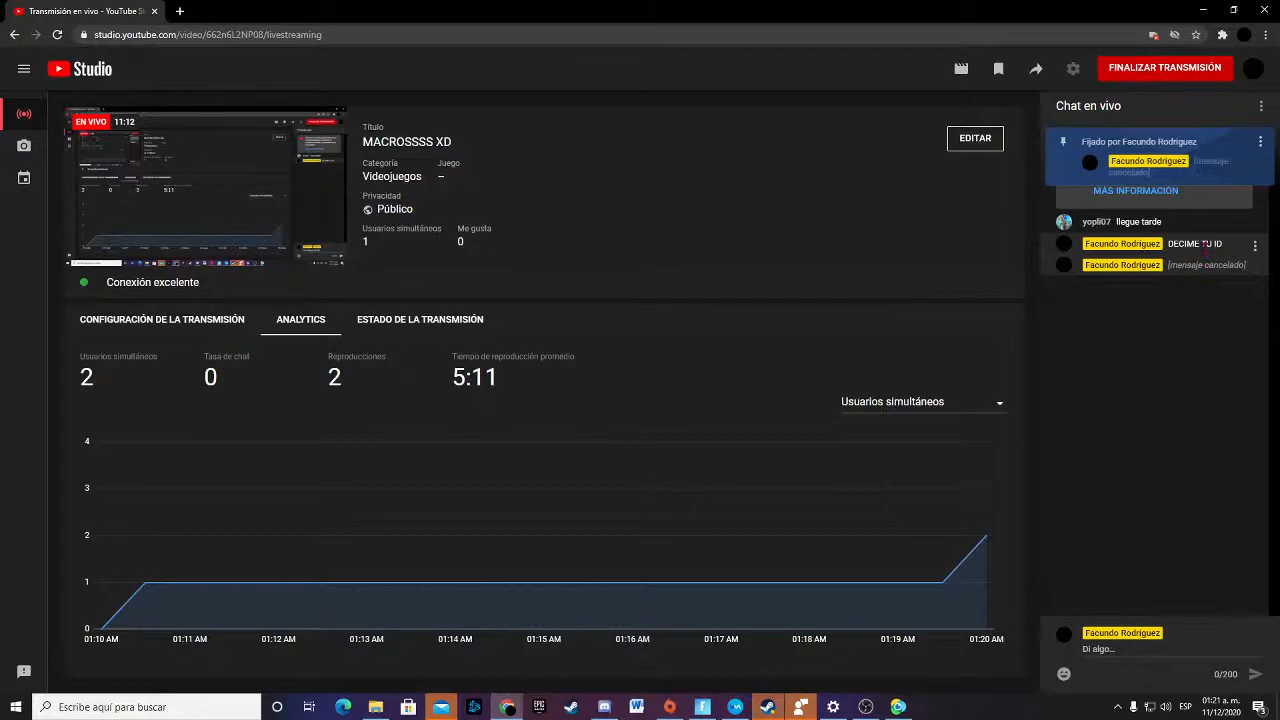 Transmisión en vivo - YouTube St
studio.youtube.com/video/662n6L2NP08/livestreaming
Studio
FINALIZAR TRANSMISIÓN
EN VIVO 11:12
Título
MACROSSSS XD
Categoría Juego
Videojuegos –
Privacidad
Público
Usuarios simultáneos Me gusta
1 0
EDITAR
Conexión excelente
CONFIGURACIÓN DE LA TRANSMISIÓN ANALYTICS ESTADO DE LA TRANSMISIÓN
Usuarios simultáneos Tasa de chat Reproducciones Tiempo de reproducción promedio
2 0 2 5:11
Usuarios simultáneos
4
3
2
1
0
01:10 AM 01:11 AM 01:12 AM 01:13 AM 01:14 AM 01:15 AM 01:16 AM 01:17 AM 01:18 AM 01:19 AM 01:20 AM
Chat en vivo
Fijado por Facundo Rodriguez
Facundo Rodriguez [mensaje
cancelado]
MÁS INFORMACIÓN
yopli07 llegue tarde
Facundo Rodriguez DECIME TU ID
Facundo Rodriguez [mensaje cancelado]
Facundo Rodriguez
Di algo...
0/200
Escribe aquí para buscar
01:21 a. m.
11/12/2020